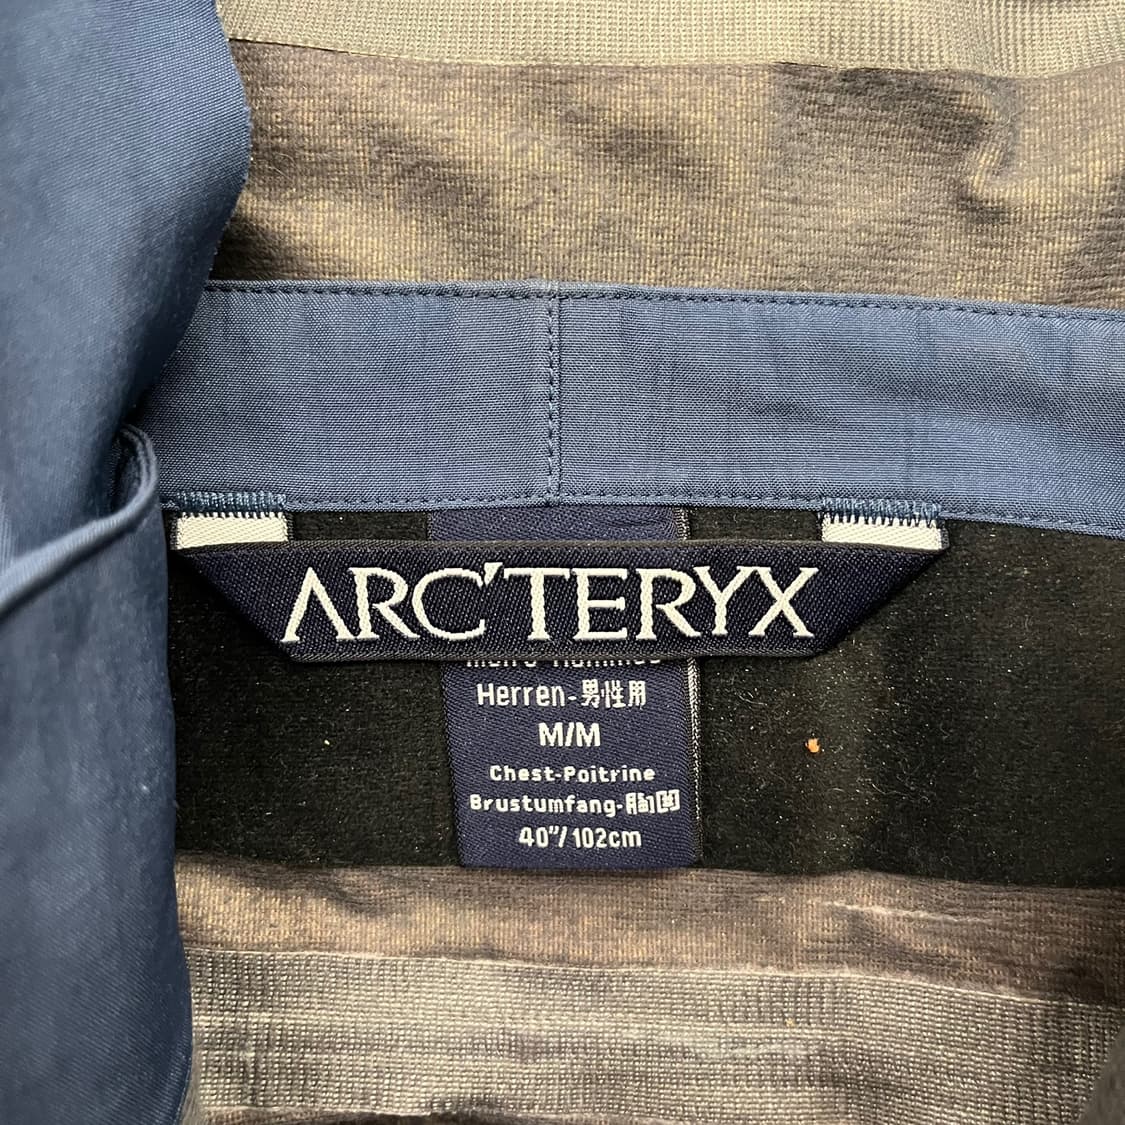 ARC'TERYX
Herren-男性用
M/M
Chest-Poitrine
Brustumfang-胸囲
40"/102cm